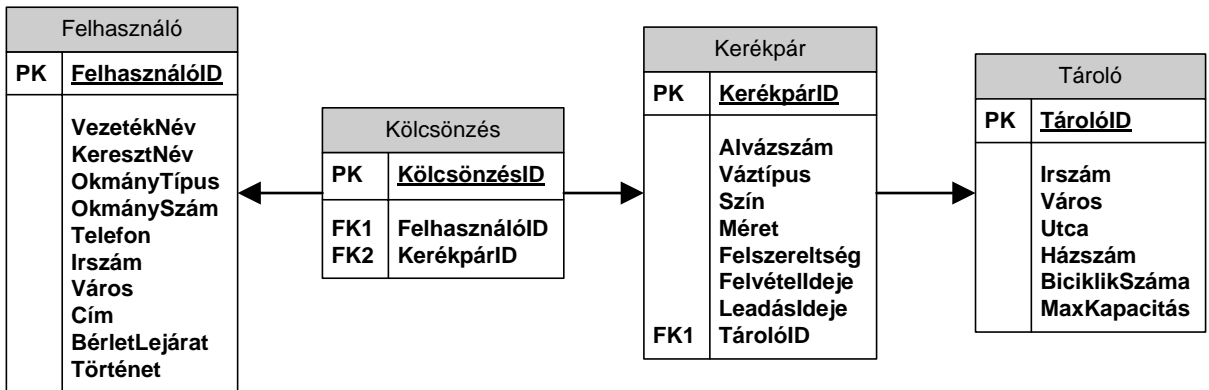 Felhasználó
PK FelhasználóID
VezetékNév
KeresztNév
OkmányTípus
OkmánySzám
Telefon
Irszám
Város
Cím
BérletLejárat
Történet
Kölcsönzés
PK KölcsönzésID
FK1 FelhasználóID
FK2 KerékpárID
Kerékpár
PK KerékpárID
Alvázszám
Váztípus
Szín
Méret
Felszereltség
FelvételIdeje
LeadásIdeje
FK1 TárolóID
Tároló
PK TárolóID
Irszám
Város
Utca
Házszám
BiciklikSzáma
MaxKapacitás